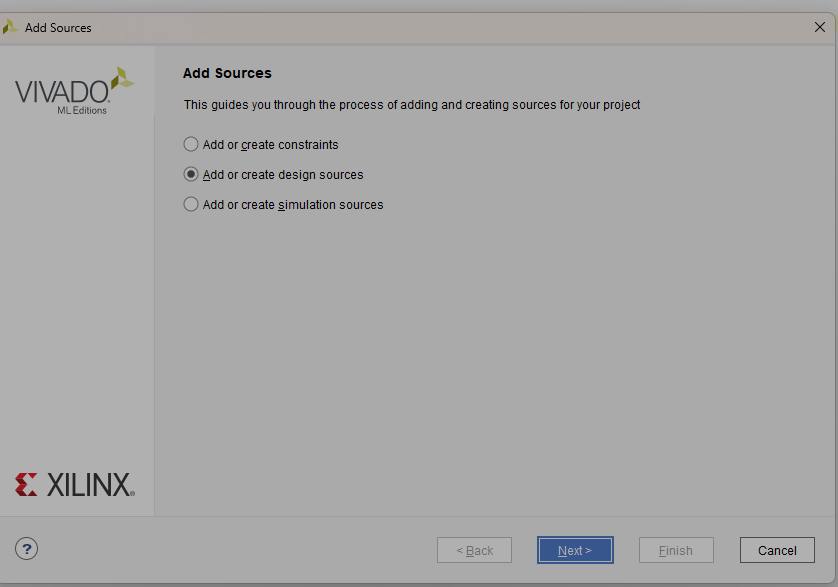 Add Sources
VIVADO
ML Editions
Add Sources
This guides you through the process of adding and creating sources for your project
Add or create constraints
Add or create design sources
Add or create simulation sources
XILINX
?
< Back
Next >
Finish
Cancel